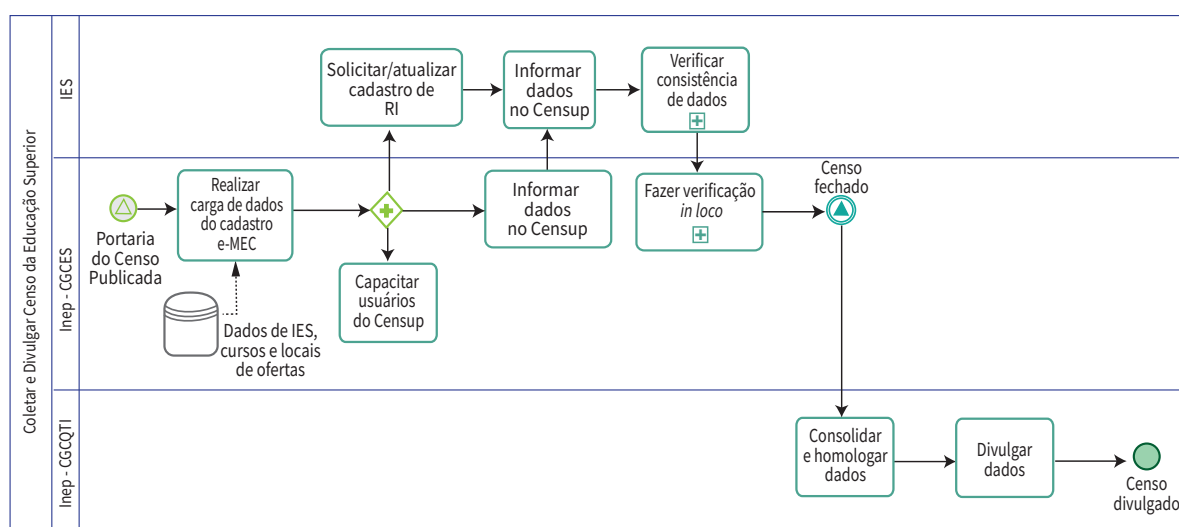 Coletar e Divulgar Censo da Educação Superior
IES
Solicitar/atualizar
cadastro de
RI
Informar
dados
no Censup
Verificar
consistência
de dados
Inep - CGCES
Portaria
do Censo
Publicada
Realizar
carga de dados
do cadastro
e-MEC
Dados de IES,
cursos e locais
de ofertas
Capacitar
usuários
do Censup
Informar
dados
no Censup
Fazer verificação
in loco
Censo
fechado
Inep - CGCQTI
Consolidar
e homologar
dados
Divulgar
dados
Censo
divulgado